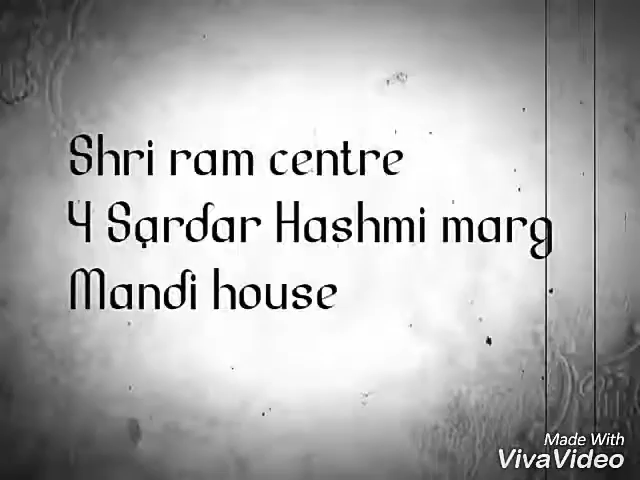 Shri ram centre
4 Sardar Hashmi marg
Mandi house
Made With
VivaVideo